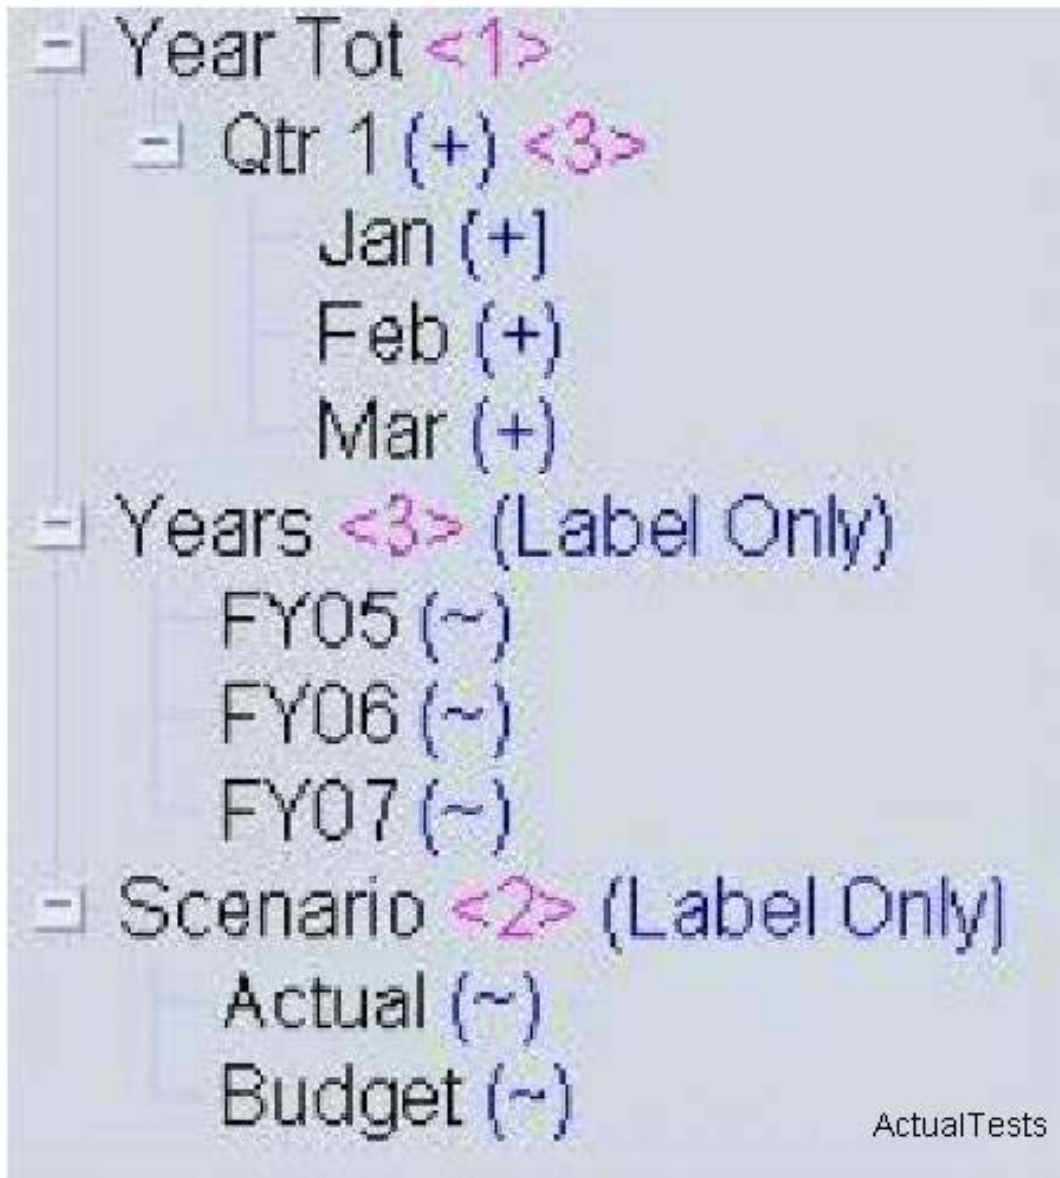 Year Tot <1>
Qtr 1 (+) <3>
Jan (+]
Feb (+)
Mar (+)
Years <3> (Label Only)
FY05 (~)
FY06 (~)
FY07 (~)
Scenario <2> (Label Only]
Actual (~)
Budget (~)
ActualTests